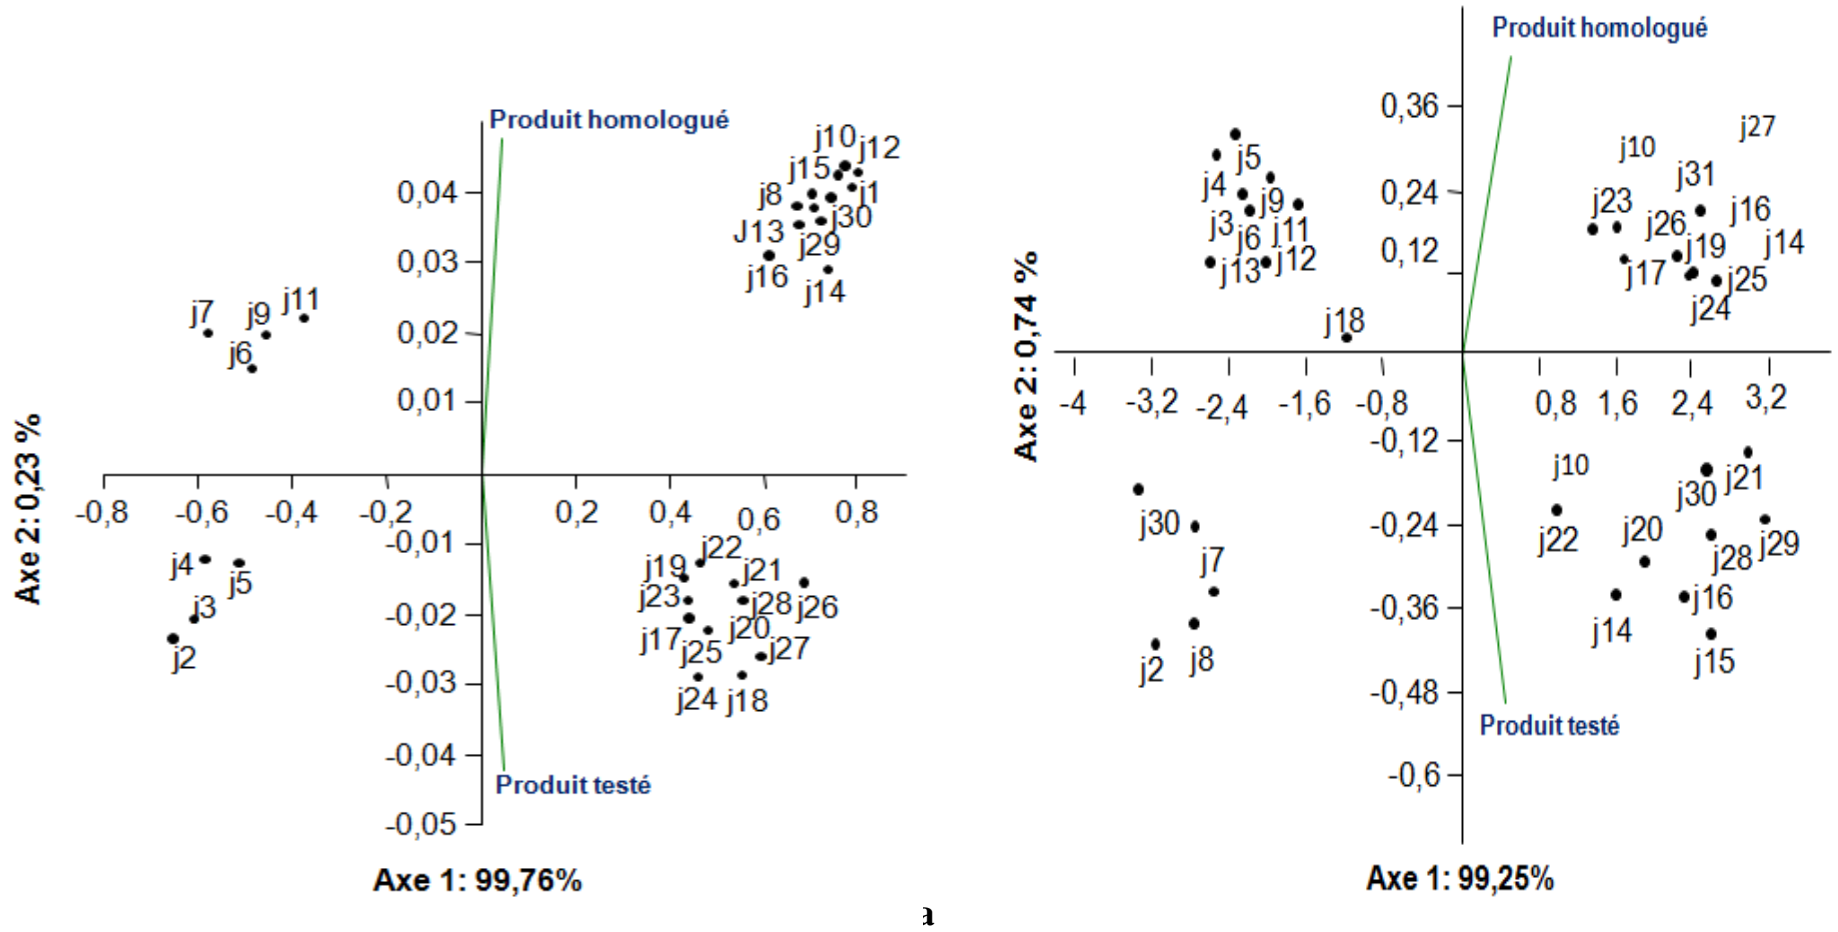 Produit homologué
j10
j12
j15
j8
j1
J13
j30
j29
j16
j14
0,04
0,03
0,02
0,01
j7
j9
j11
j6
-0,8
-0,6
-0,4
-0,2
0,2
0,4
0,6
0,8
-0,01
-0,02
-0,03
-0,04
-0,05
j4
j5
j3
j2
j22
j19
j21
j23
j28
j26
j17
j20
j25
j27
j24
j18
Produit testé
Axe 2: 0,23 %
Axe 1: 99,76%
Produit homologué
0,36
0,24
0,12
j27
j10
j31
j23
j16
j26
j19
j14
j17
j25
j24
j5
j4
j9
j3
j6
j11
j13
j12
j18
-4
-3,2
-2,4
-1,6
-0,8
0,8
1,6
2,4
3,2
-0,12
-0,24
-0,36
-0,48
-0,6
j30
j7
j2
j8
j10
j21
j30
j22
j20
j29
j28
j16
j14
j15
Produit testé
Axe 2: 0,74 %
Axe 1: 99,25%
a